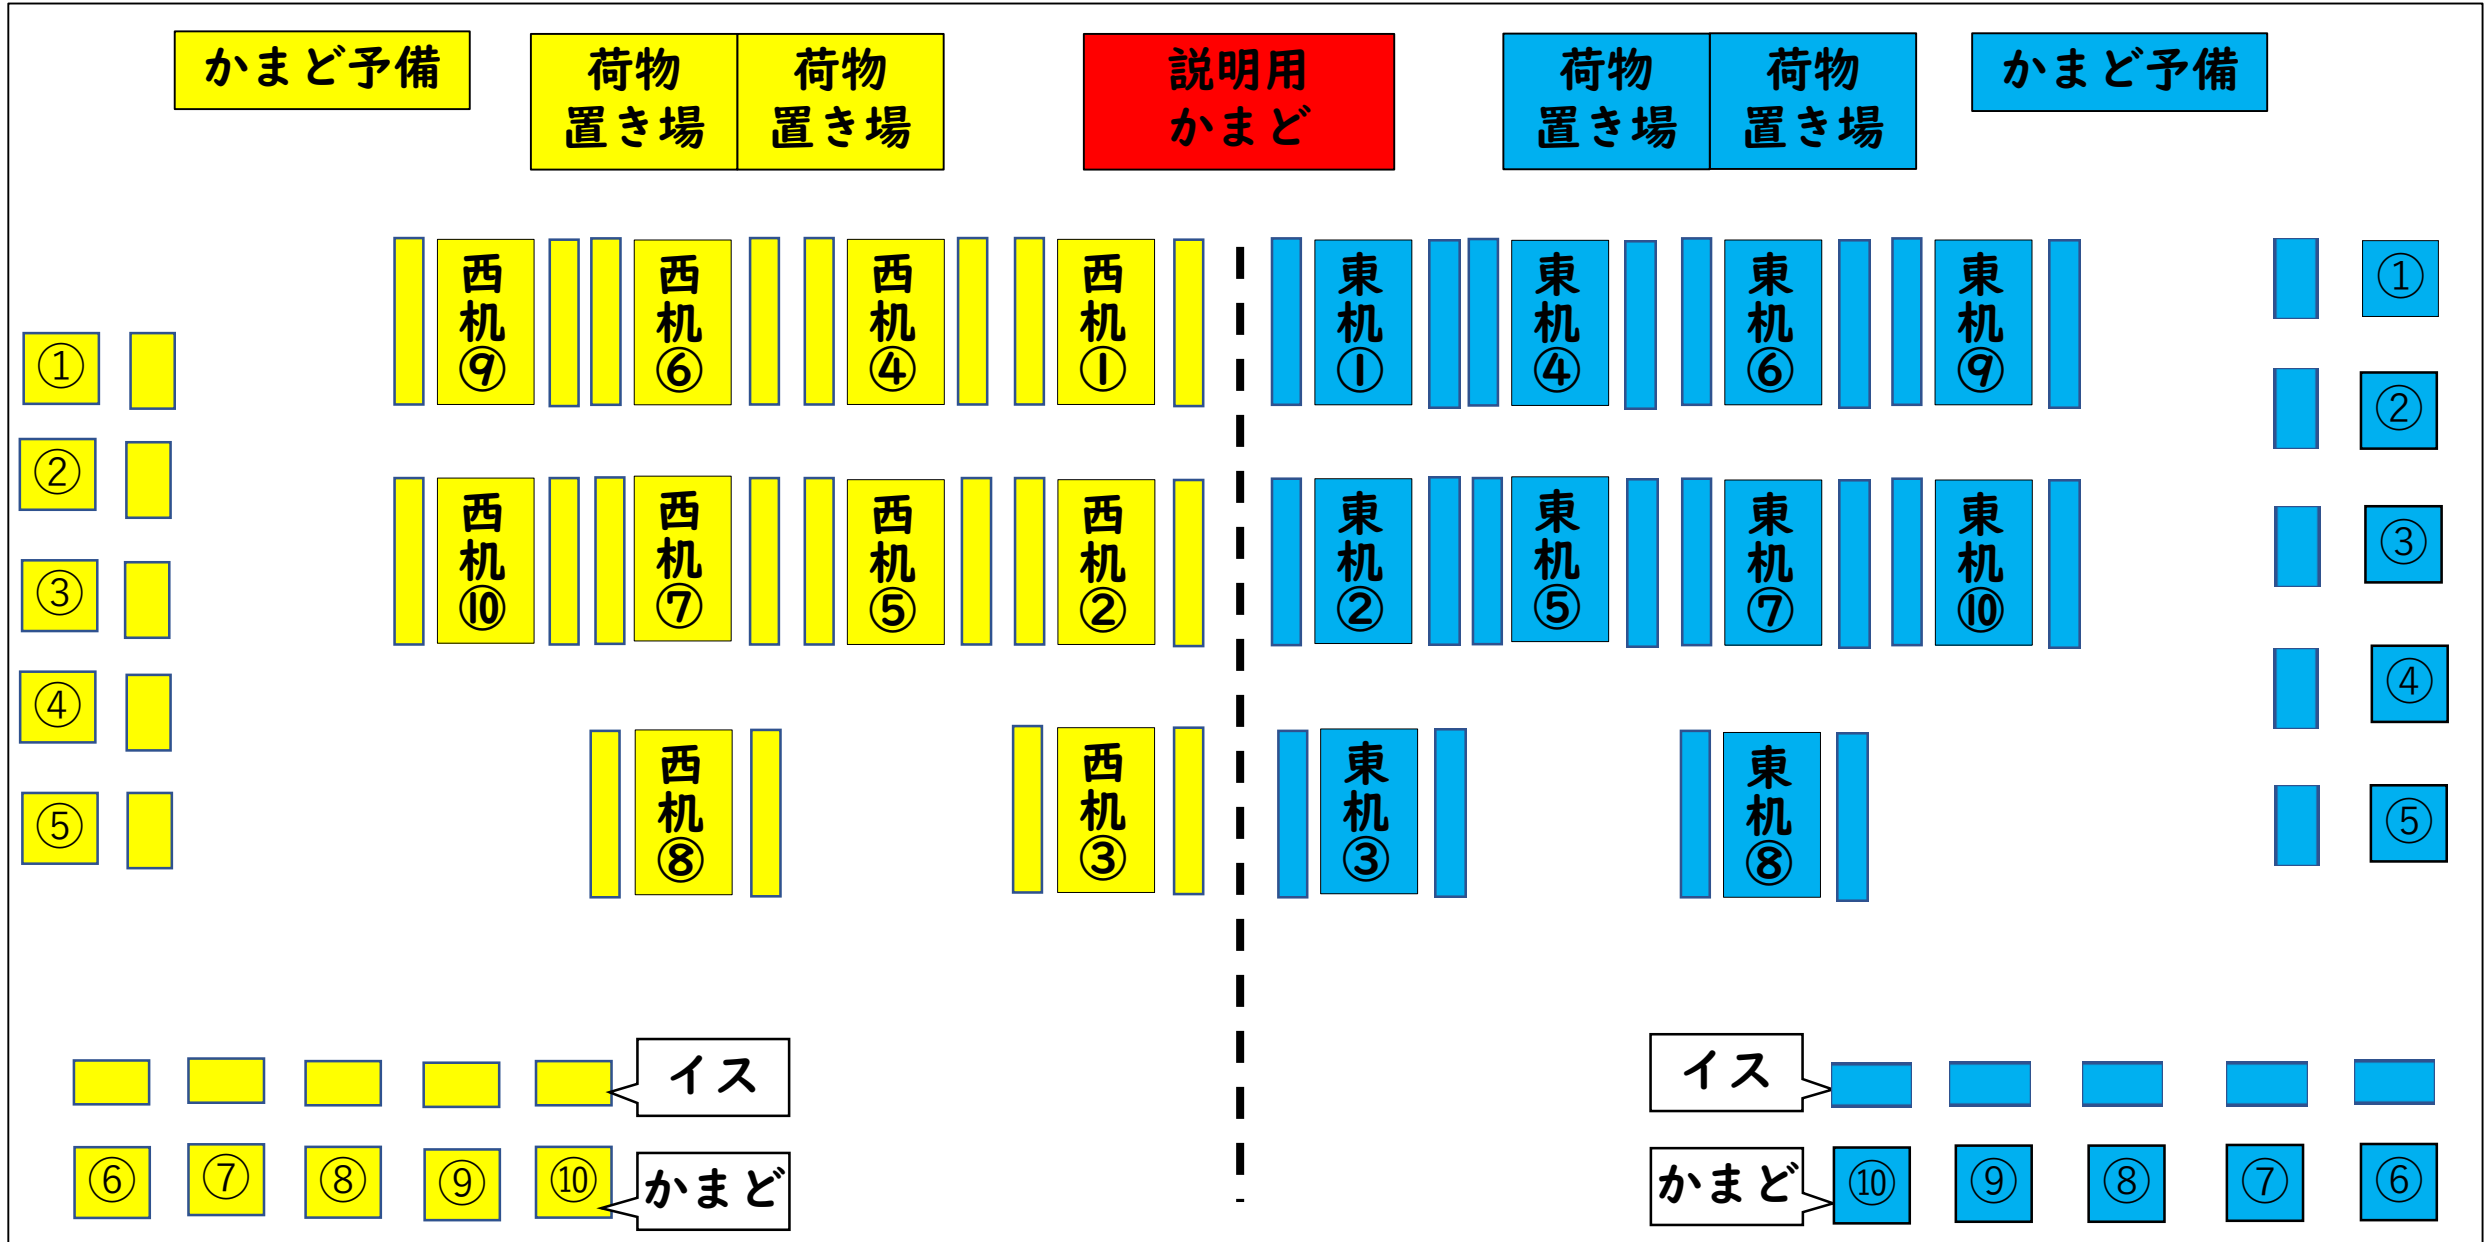 かまど予備
荷物
置き場
荷物
置き場
説明用
かまど
荷物
置き場
荷物
置き場
かまど予備
西机⑨
西机⑥
西机④
西机①
東机①
東机④
東机⑥
東机⑨
西机⑩
西机⑦
西机⑤
西机②
東机②
東机⑤
東机⑦
東机⑩
西机⑧
西机③
東机③
東机⑧
①
②
③
④
⑤
①
②
③
④
⑤
イス
イス
⑥
⑦
⑧
⑨
⑩
かまど
かまど
⑩
⑨
⑧
⑦
⑥